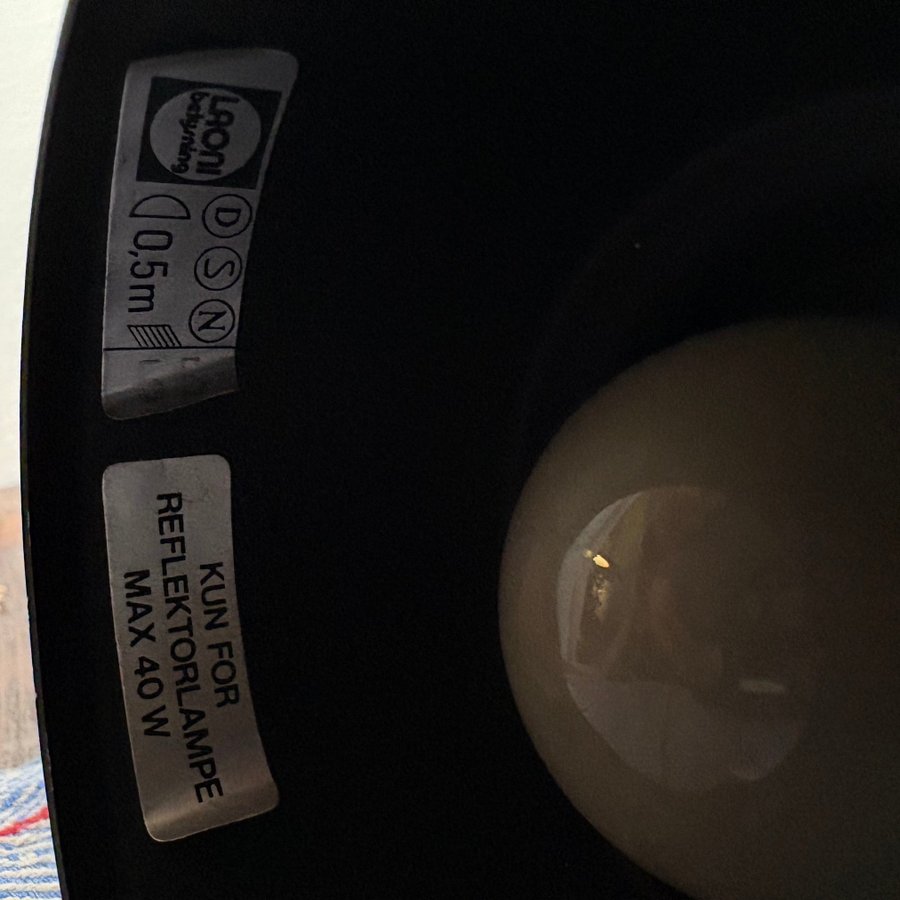 LAONI
belysning
D S N
0,5m
KUN FOR
REFLEKTORLAMPE
MAX 40 W